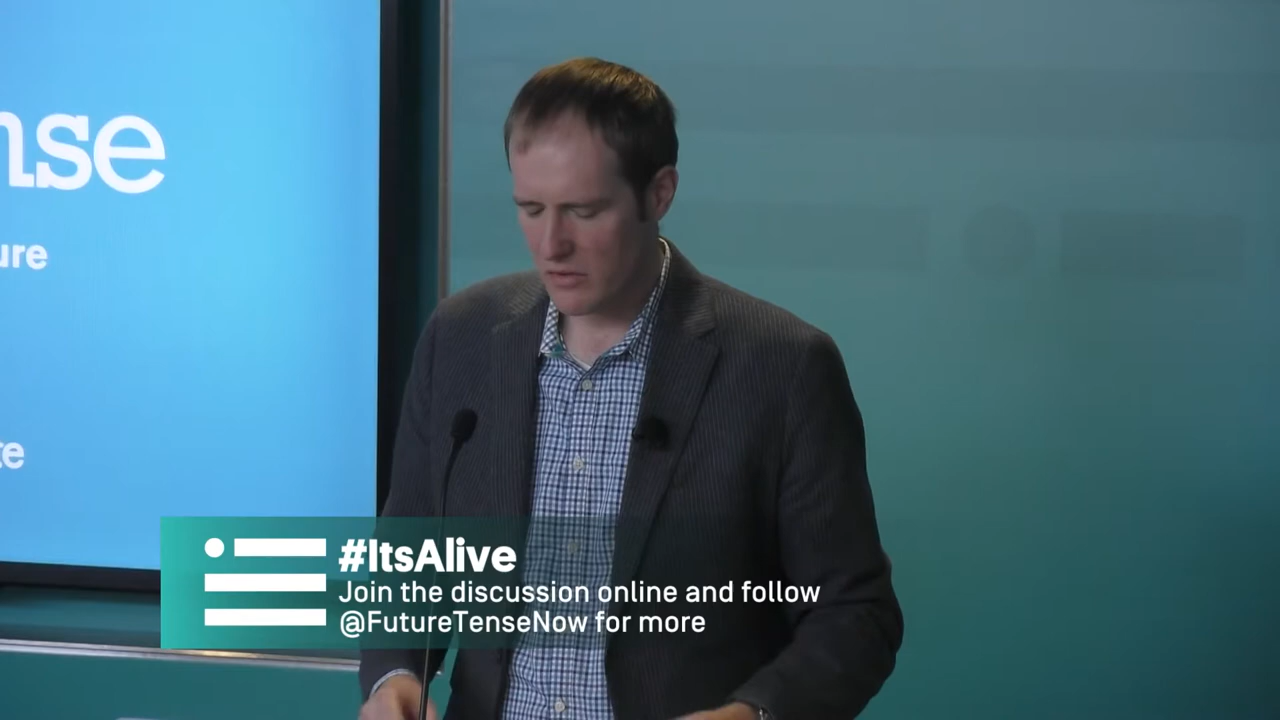 nse
ure
te
#ItsAlive
Join the discussion online and follow
@FutureTenseNow for more